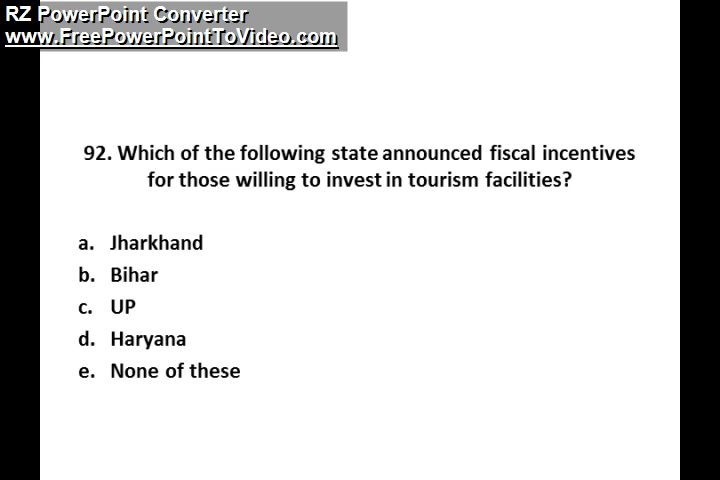 RZ PowerPoint Converter
www.FreePowerPointToVideo.com
92. Which of the following state announced fiscal incentives
for those willing to invest in tourism facilities?
a. Jharkhand
b. Bihar
c. UP
d. Haryana
e. None of these